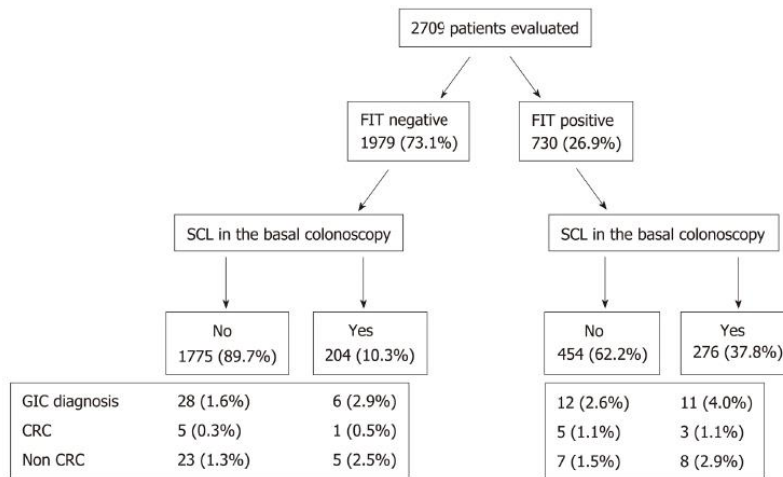 2709 patients evaluated
FIT negative
1979 (73.1%)
FIT positive
730 (26.9%)
SCL in the basal colonoscopy
SCL in the basal colonoscopy
No
1775 (89.7%)
Yes
204 (10.3%)
No
454 (62.2%)
Yes
276 (37.8%)
GIC diagnosis 28 (1.6%) 6 (2.9%) 12 (2.6%) 11 (4.0%)
CRC 5 (0.3%) 1 (0.5%) 5 (1.1%) 3 (1.1%)
Non CRC 23 (1.3%) 5 (2.5%) 7 (1.5%) 8 (2.9%)